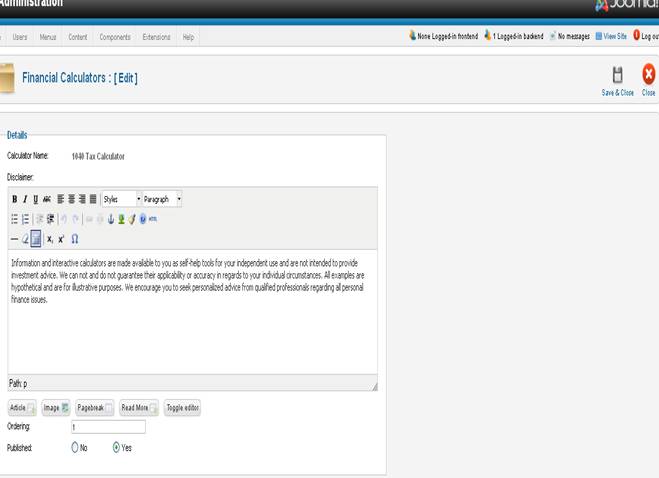 Administration
Joomla!
Users Menus Content Components Extensions Help
None Logged-in frontend 1 Logged-in backend No messages View Site Log out
Financial Calculators : [ Edit ]
Save & Close Close
Details
Calculator Name: 1040 Tax Calculator
Disclaimer:
B I U ABC Styles Paragraph
HTML
X₂ X² Ω
Information and interactive calculators are made available to you as self-help tools for your independent use and are not intended to provide
investment advice. We can not and do not guarantee their applicability or accuracy in regards to your individual circumstances. All examples are
hypothetical and are for illustrative purposes. We encourage you to seek personalized advice from qualified professionals regarding all personal
finance issues.
Path: p
Article Image Pagebreak Read More Toggle editor
Ordering: 1
Published: No Yes